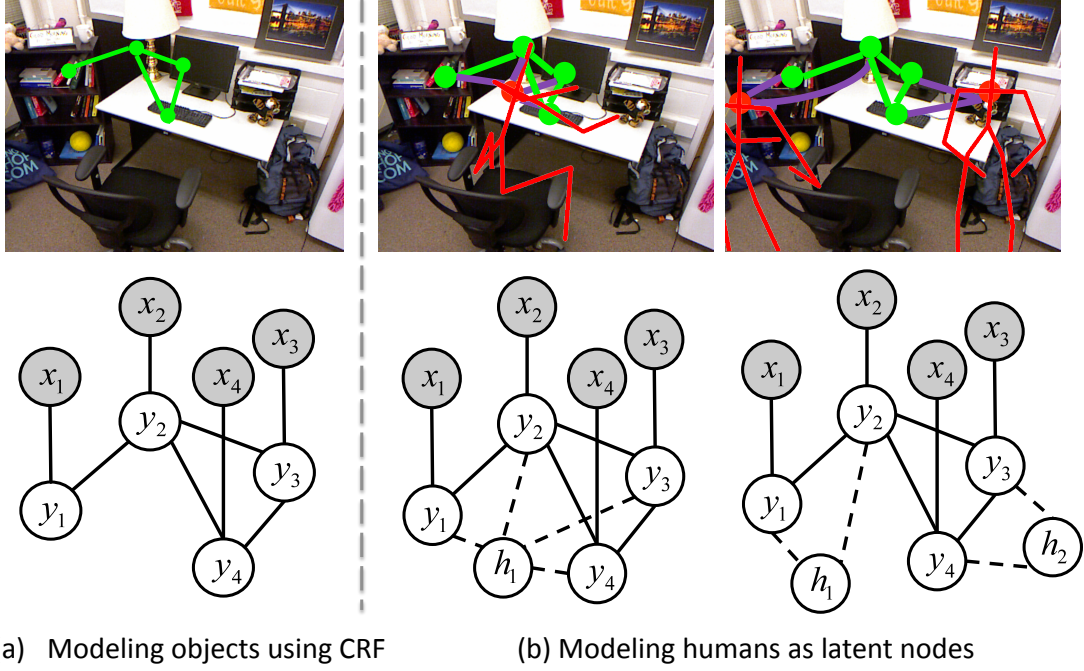 x₂ x₂ x₂
x₃ x₃ x₃
x₁ x₄ x₁ x₄ x₁ x₄
y₂ y₂ y₂
y₃ y₃ y₃
y₁ y₁ y₁
y₄ h₁ y₄ h₁ y₄ h₂
a) Modeling objects using CRF (b) Modeling humans as latent nodes